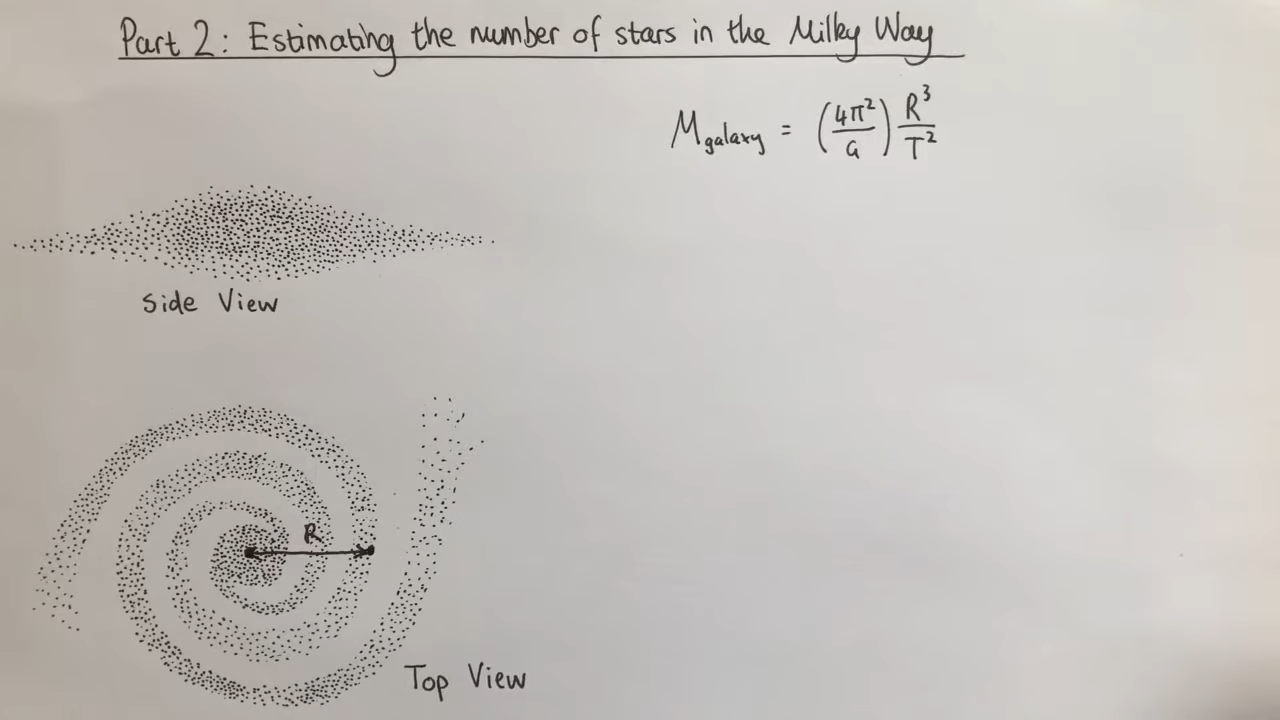 Part 2: Estimating the number of stars in the Milky Way
M_galaxy = (4π²/G) R³/T²
Side View
R
Top View